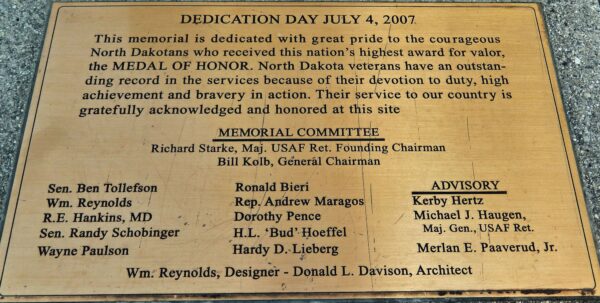 DEDICATION DAY JULY 4, 2007
This memorial is dedicated with great pride to the courageous
North Dakotans who received this nation's highest award for valor,
the MEDAL OF HONOR. North Dakota veterans have an outstan-
ding record in the services because of their devotion to duty, high
achievement and bravery in action. Their service to our country is
gratefully acknowledged and honored at this site
MEMORIAL COMMITTEE
Richard Starke, Maj. USAF Ret. Founding Chairman
Bill Kolb, General Chairman
Sen. Ben Tollefson
Wm. Reynolds
R.E. Hankins, MD
Sen. Randy Schobinger
Wayne Paulson
Ronald Bieri
Rep. Andrew Maragos
Dorothy Pence
H.L. 'Bud' Hoeffel
Hardy D. Lieberg
ADVISORY
Kerby Hertz
Michael J. Haugen,
Maj. Gen., USAF Ret.
Merlan E. Paaverud, Jr.
Wm. Reynolds, Designer - Donald L. Davison, Architect